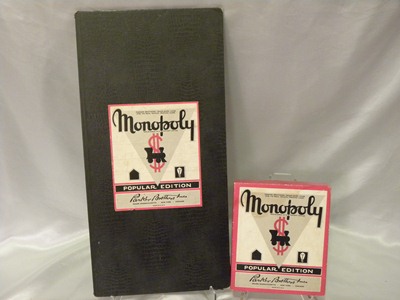 Monopoly
POPULAR EDITION
Parker Brothers Inc
Monopoly
POPULAR EDITION
Parker Brothers Inc